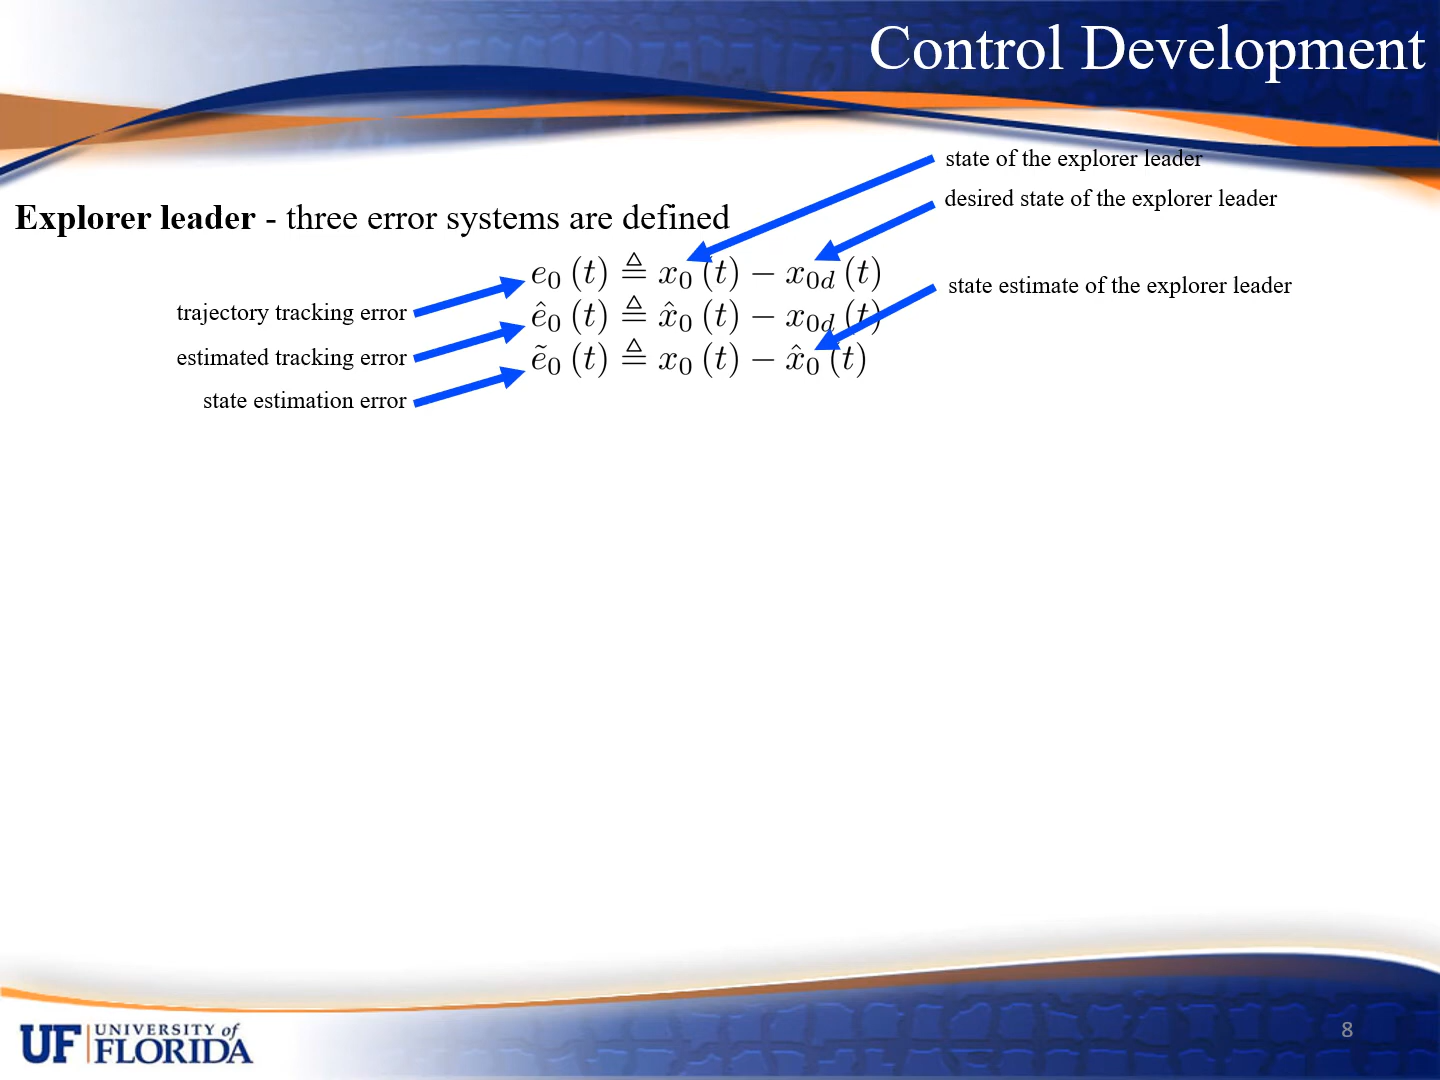 Control Development
state of the explorer leader
desired state of the explorer leader
Explorer leader - three error systems are defined
e₀ (t) ≜ x₀ (t) − x₀d (t)
state estimate of the explorer leader
trajectory tracking error
ê₀ (t) ≜ x̂₀ (t) − x₀d (t)
estimated tracking error
ẽ₀ (t) ≜ x₀ (t) − x̂₀ (t)
state estimation error
UF UNIVERSITY of FLORIDA
8